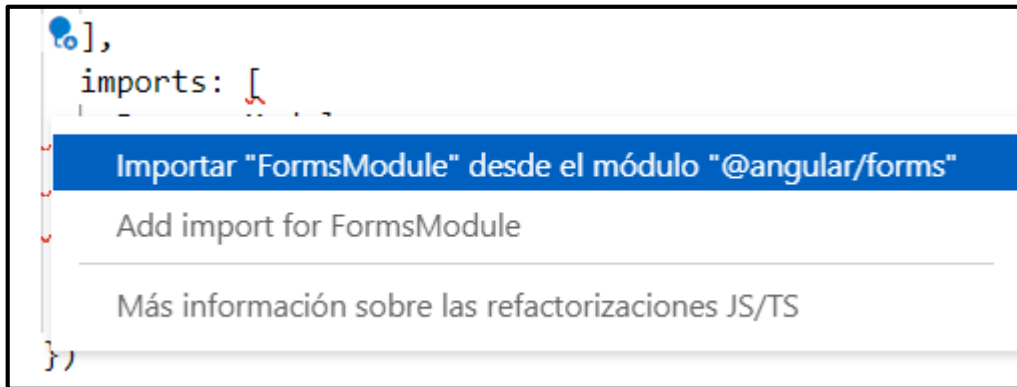 ],
imports: [
Importar "FormsModule" desde el módulo "@angular/forms"
Add import for FormsModule
Más información sobre las refactorizaciones JS/TS
})